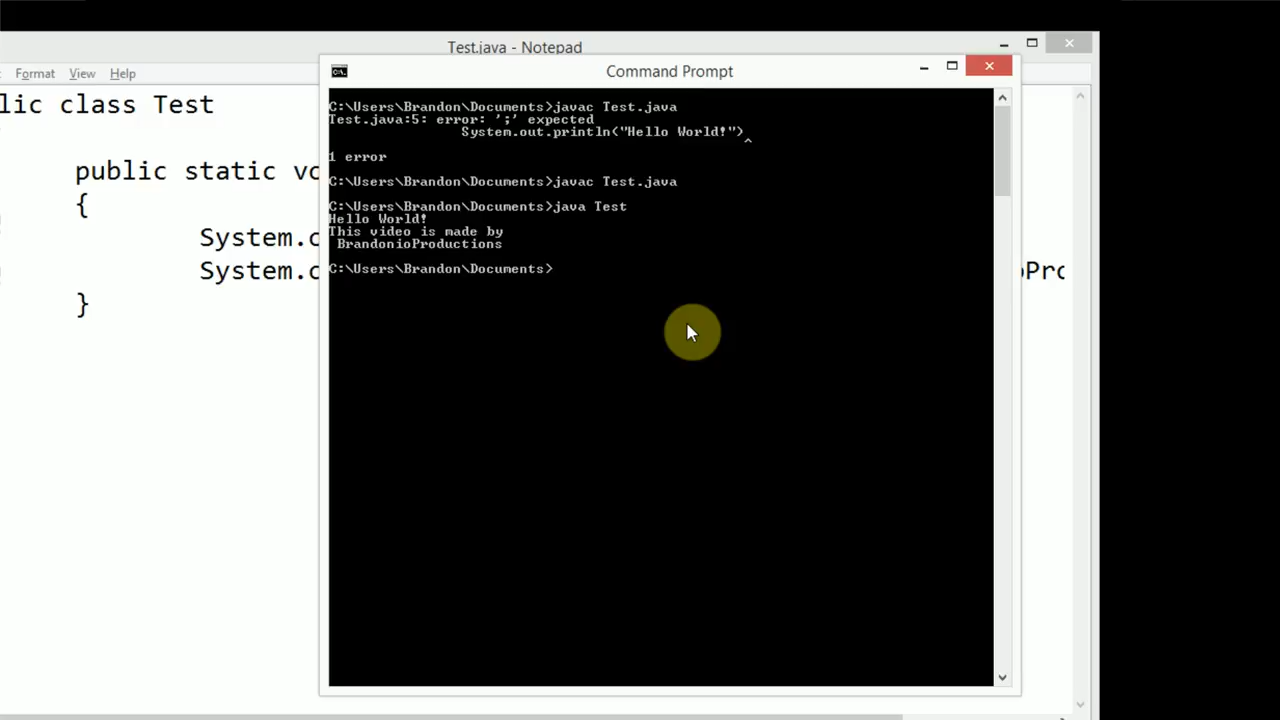 Test.java - Notepad
Format View Help
lic class Test
public static vo
{
System.o
System.o
oPro
}
Command Prompt
C:\Users\Brandon\Documents>javac Test.java
Test.java:5: error: ';' expected
System.out.println("Hello World!")
^
1 error
C:\Users\Brandon\Documents>javac Test.java
C:\Users\Brandon\Documents>java Test
Hello World!
This video is made by
BrandonioProductions
C:\Users\Brandon\Documents>